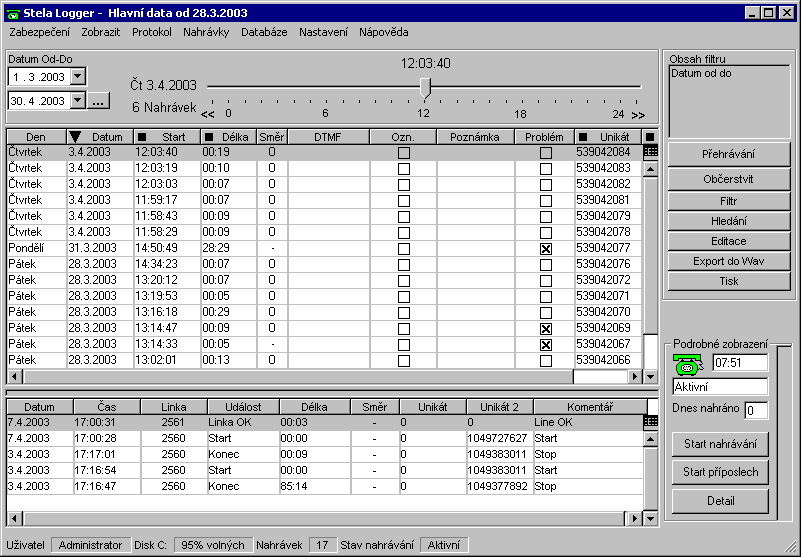 Stela Logger -  Hlavní data od 28.3.2003
Zabezpečení Zobrazit Protokol Nahrávky Databáze Nastavení Nápověda
Datum Od-Do
1 . 3 .2003
30. 4 .2003 ...
Čt 3.4.2003
6 Nahrávek
12:03:40
<< 0 6 12 18 24 >>
Obsah filtru
Datum od do
Den Datum Start Délka Směr DTMF Ozn. Poznámka Problém Unikát
Čtvrtek 3.4.2003 12:03:40 00:19 O 539042084
Čtvrtek 3.4.2003 12:03:19 00:10 O 539042083
Čtvrtek 3.4.2003 12:03:03 00:07 O 539042082
Čtvrtek 3.4.2003 11:59:17 00:07 O 539042081
Čtvrtek 3.4.2003 11:58:43 00:09 O 539042079
Čtvrtek 3.4.2003 11:58:29 00:09 O 539042078
Pondělí 31.3.2003 14:50:49 28:29 - 539042077
Pátek 28.3.2003 14:34:23 00:07 O 539042076
Pátek 28.3.2003 13:20:12 00:07 O 539042072
Pátek 28.3.2003 13:19:53 00:05 O 539042071
Pátek 28.3.2003 13:16:18 00:29 O 539042070
Pátek 28.3.2003 13:14:47 00:09 O 539042069
Pátek 28.3.2003 13:14:33 00:05 - 539042067
Pátek 28.3.2003 13:02:01 00:13 O 539042066
Přehrávání
Občerstvit
Filtr
Hledání
Editace
Export do Wav
Tisk
Datum Čas Linka Událost Délka Směr Unikát Unikát 2 Komentář
7.4.2003 17:00:31 2561 Linka OK 00:03 - 0 0 Line OK
7.4.2003 17:00:28 2560 Start 00:00 - 0 1049727627 Start
3.4.2003 17:17:01 2560 Konec 00:09 - 0 1049383011 Stop
3.4.2003 17:16:54 2560 Start 00:00 - 0 1049383011 Start
3.4.2003 17:16:47 2560 Konec 85:14 - 0 1049377892 Stop
Podrobné zobrazení
07:51
Aktivní
Dnes nahráno 0
Start nahrávání
Start příposlech
Detail
Uživatel Administrator Disk C: 95% volných Nahrávek 17 Stav nahrávání Aktivní